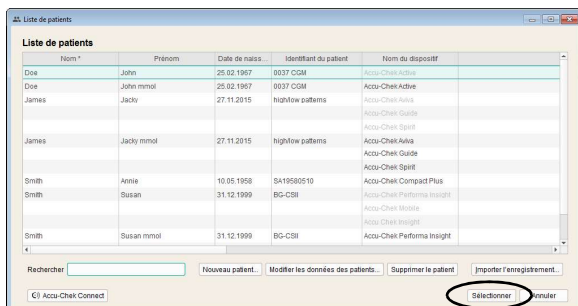 Liste de patients
Liste de patients
Nom * Prénom Date de naiss... Identifiant du patient Nom du dispositif
Doe John 25.02.1967 0037 CGM Accu-Chek Active
Doe John mmol 25.02.1967 0037 CGM Accu-Chek Active
James Jacky 27.11.2015 high/low patterns Accu-Chek Aviva
Accu-Chek Guide
Accu-Chek Spirit
James Jacky mmol 27.11.2015 high/low patterns Accu-Chek Aviva
Accu-Chek Guide
Accu-Chek Spirit
Smith Annie 10.05.1958 SA19580510 Accu-Chek Compact Plus
Smith Susan 31.12.1999 BG-CSII Accu-Chek Performa Insight
Accu-Chek Mobile
Accu-Chek Insight
Smith Susan mmol 31.12.1999 BG-CSII Accu-Chek Performa Insight
Rechercher Nouveau patient... Modifier les données des patients... Supprimer le patient Importer l'enregistrement...
Accu-Chek Connect Sélectionner Annuler